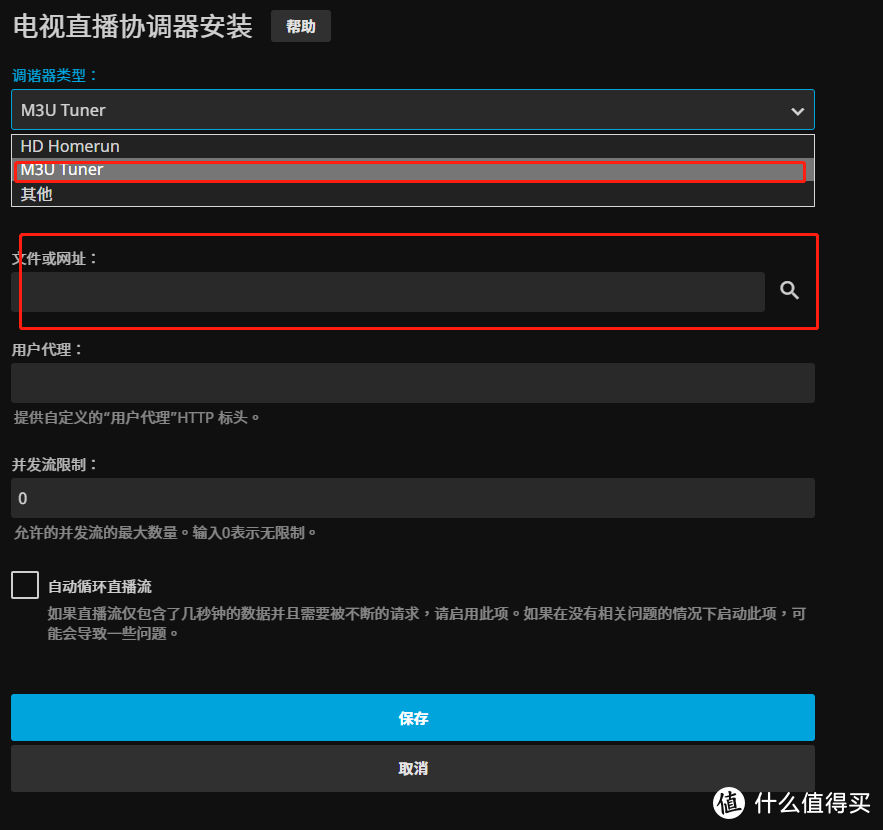 电视直播协调器安装 帮助
调谐器类型：
M3U Tuner
HD Homerun
M3U Tuner
其他
文件或网址：
用户代理：
提供自定义的“用户代理”HTTP 标头。
并发流限制：
0
允许的并发流的最大数量。输入0表示无限制。
自动循环直播流
如果直播流仅包含了几秒钟的数据并且需要被不断的请求，请启用此项。如果在没有相关问题的情况下启动此项，可
能会导致一些问题。
保存
取消
值 什么值得买